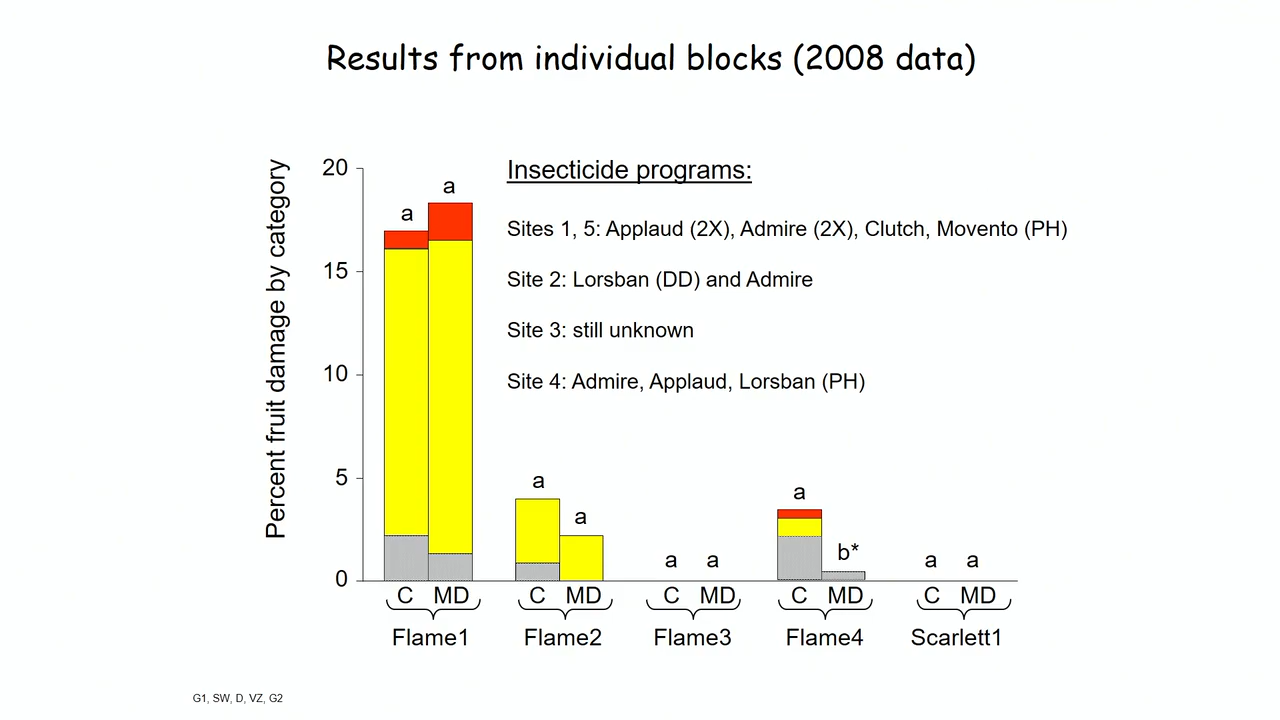 Results from individual blocks (2008 data)
Percent fruit damage by category
20
15
10
5
0
Insecticide programs:
Sites 1, 5: Applaud (2X), Admire (2X), Clutch, Movento (PH)
Site 2: Lorsban (DD) and Admire
Site 3: still unknown
Site 4: Admire, Applaud, Lorsban (PH)
a a
a a
a a
a b*
a a
C MD C MD C MD C MD C MD
Flame1 Flame2 Flame3 Flame4 Scarlett1
G1, SW, D, VZ, G2